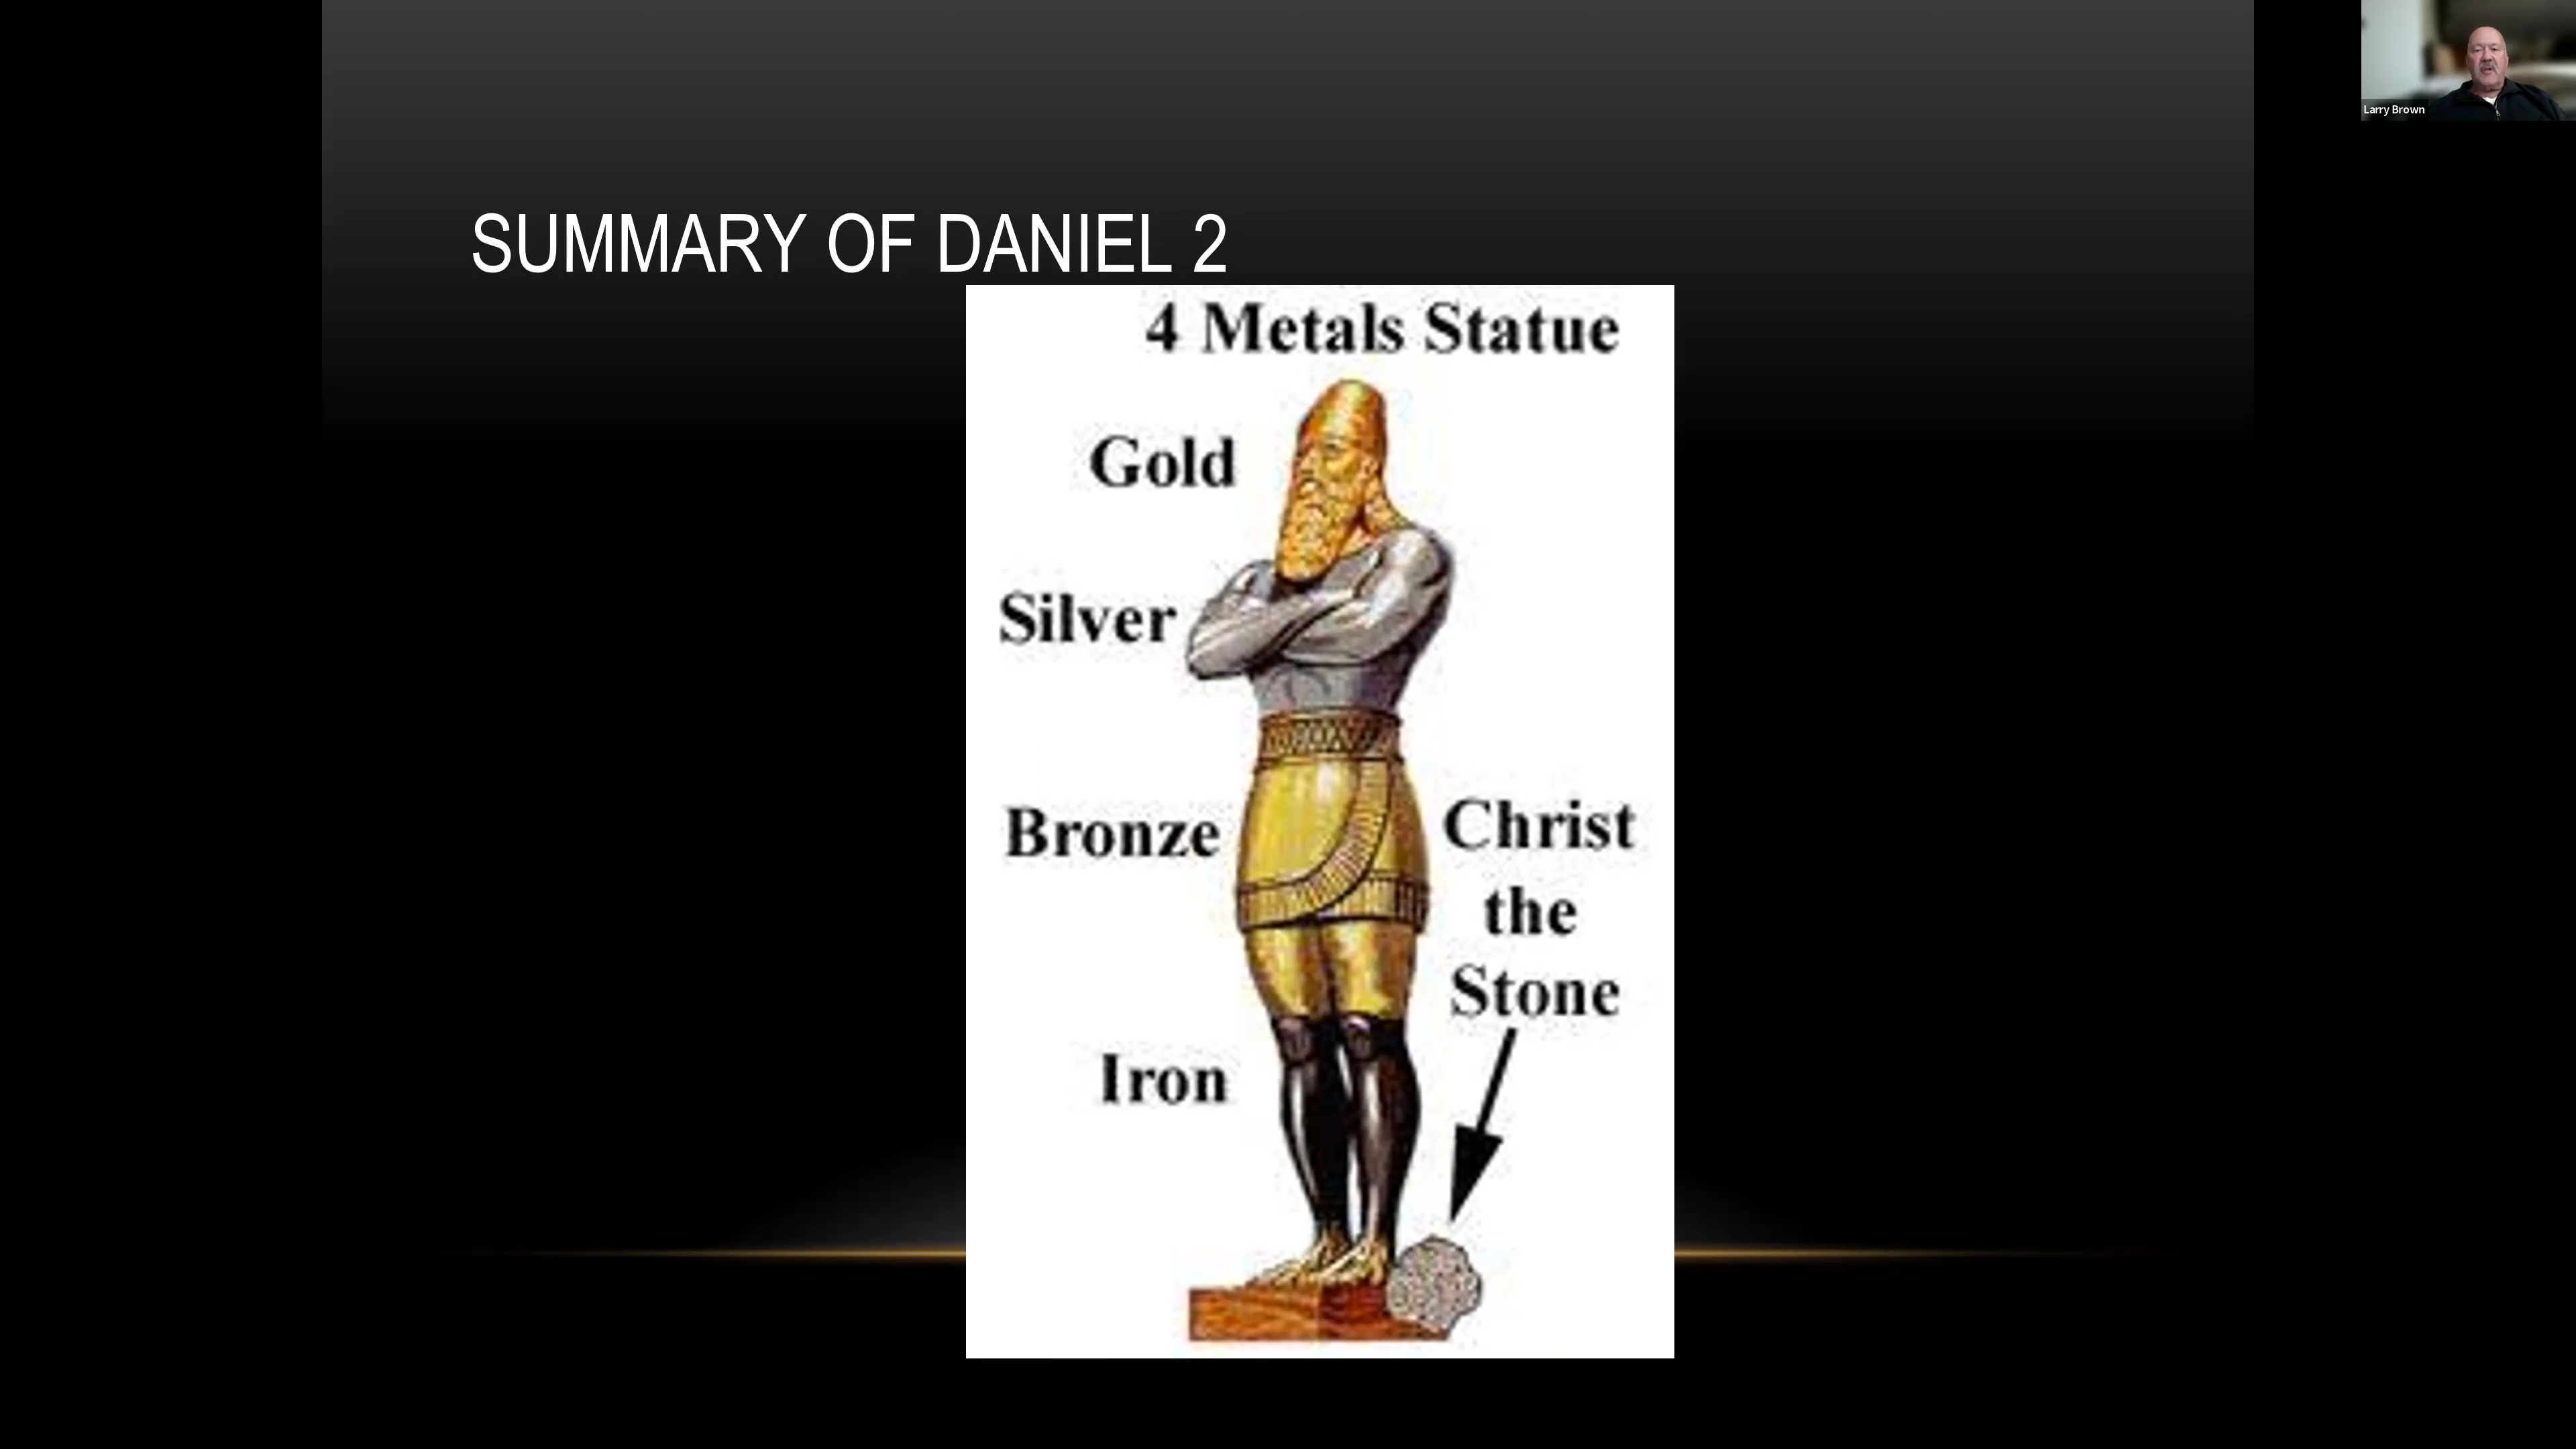 SUMMARY OF DANIEL 2
4 Metals Statue
Gold
Silver
Bronze
Christ
the
Stone
Iron
Larry Brown